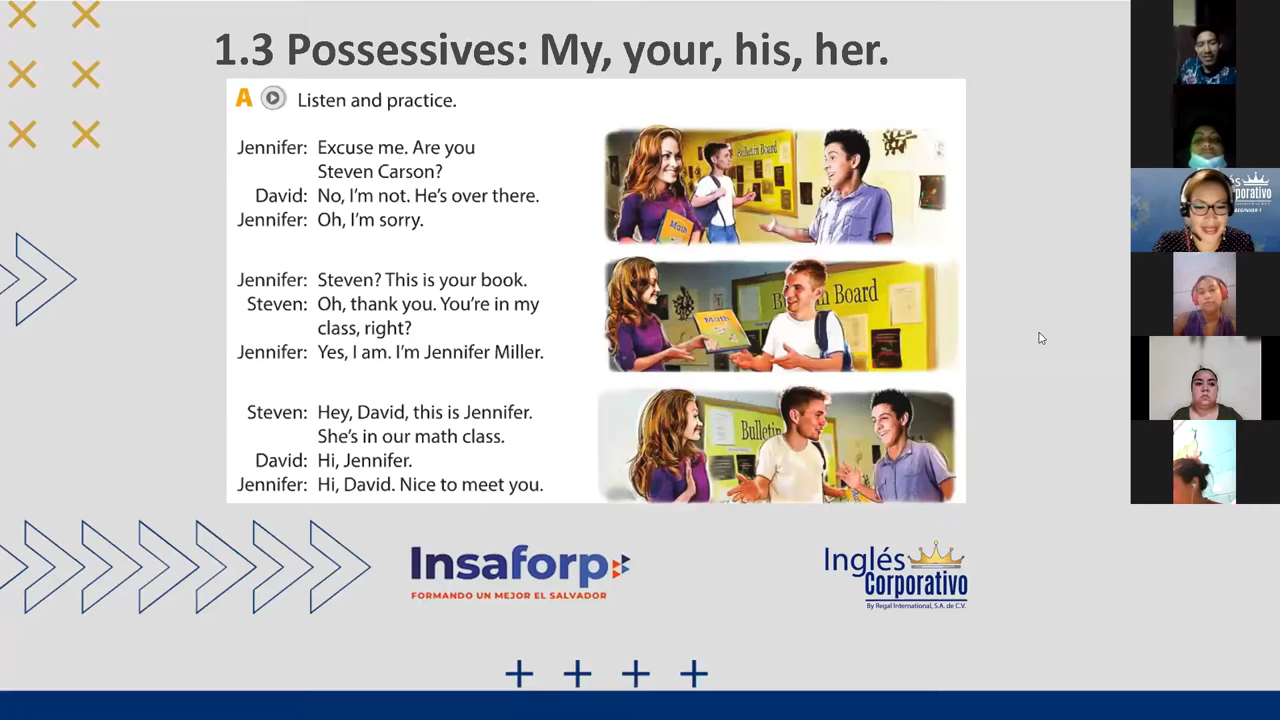 1.3 Possessives: My, your, his, her.
A Listen and practice.
Jennifer: Excuse me. Are you
Steven Carson?
David: No, I'm not. He's over there.
Jennifer: Oh, I'm sorry.
Bulletin Board
Math
Jennifer: Steven? This is your book.
Steven: Oh, thank you. You're in my
class, right?
Jennifer: Yes, I am. I'm Jennifer Miller.
Board
Math
Steven: Hey, David, this is Jennifer.
She's in our math class.
David: Hi, Jennifer.
Jennifer: Hi, David. Nice to meet you.
Bulletin
Insaforp
FORMANDO UN MEJOR EL SALVADOR
Inglés
Corporativo
By Regal International, S.A. de C.V.